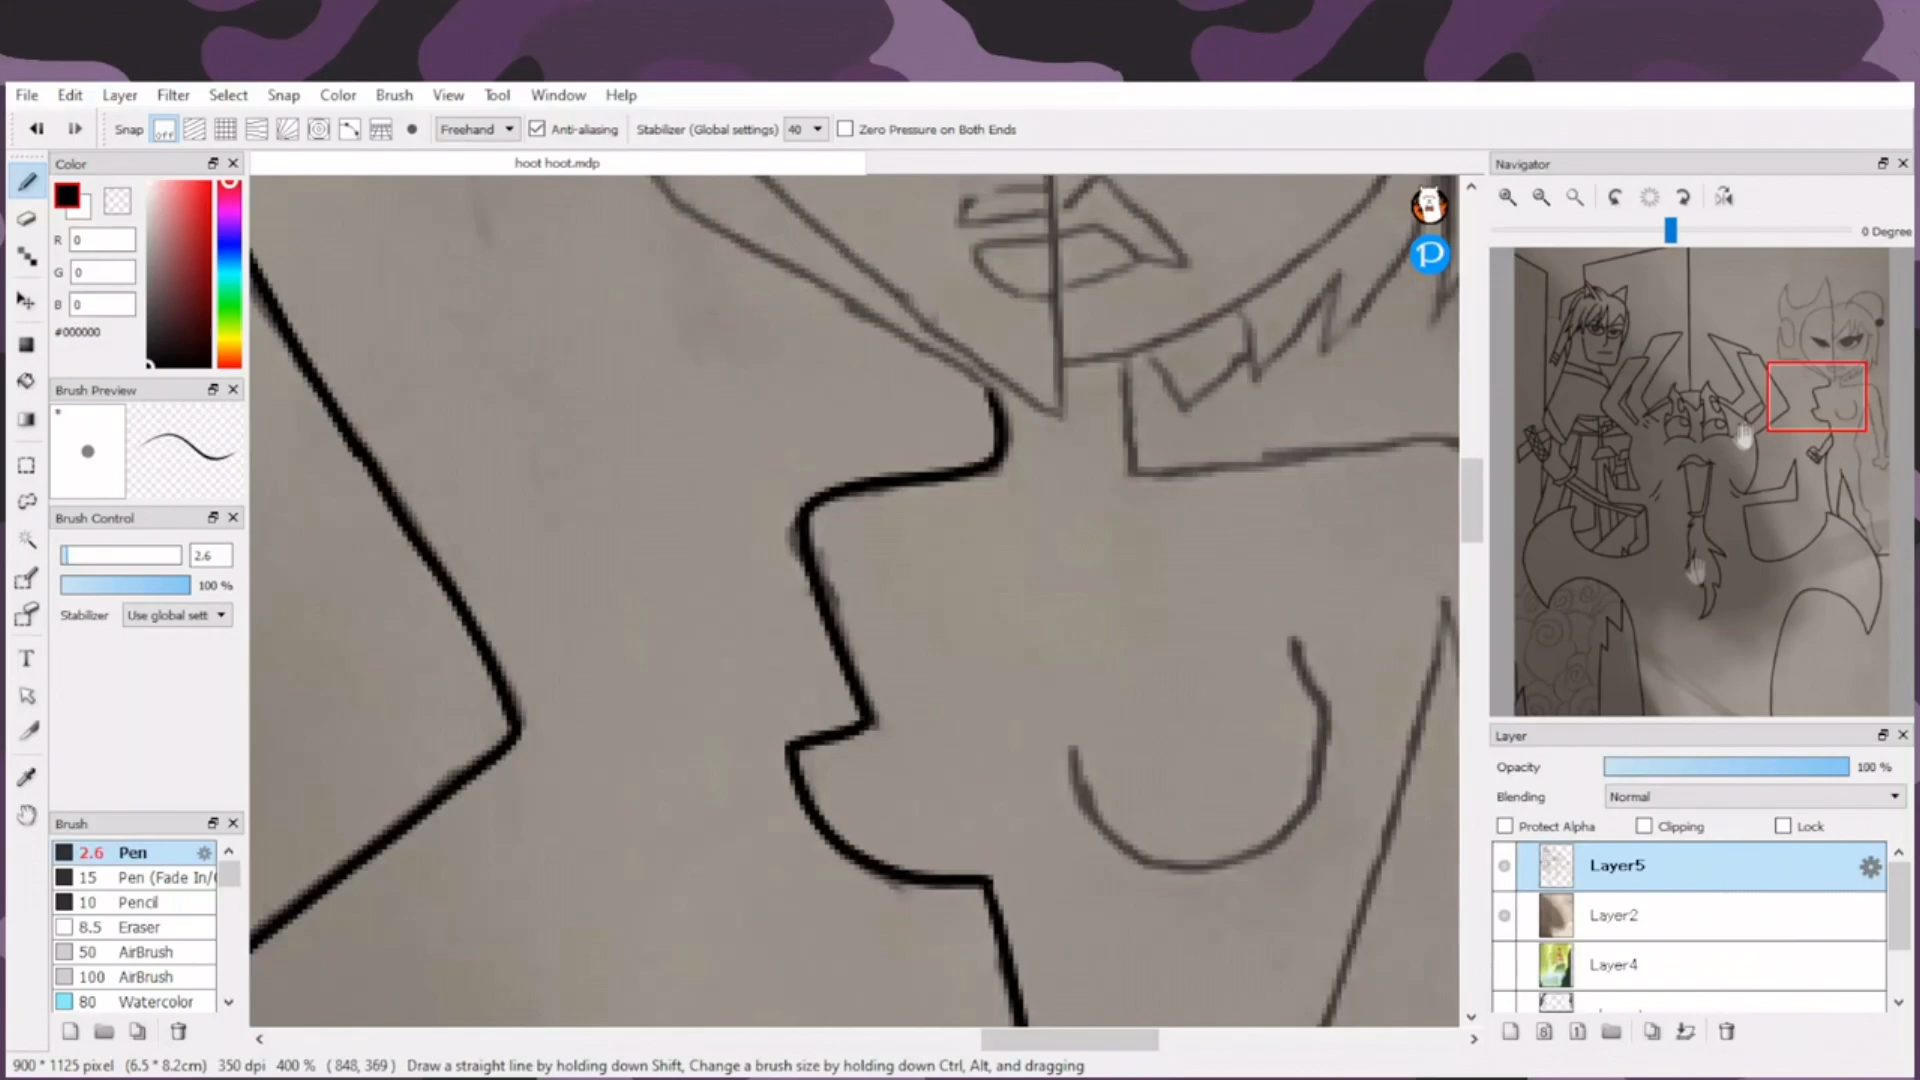 File Edit Layer Filter Select Snap Color Brush View Tool Window Help
Snap off Freehand Anti-aliasing Stabilizer (Global settings) 40 Zero Pressure on Both Ends
Color
hoot hoot.mdp
Navigator
R 0
G 0
B 0
#000000
0 Degree
Brush Preview
Brush Control
2.6
100 %
Stabilizer Use global sett
Brush
2.6 Pen
15 Pen (Fade In/
10 Pencil
8.5 Eraser
50 AirBrush
100 AirBrush
80 Watercolor
P
T
Layer
Opacity 100 %
Blending Normal
Protect Alpha Clipping Lock
Layer5
Layer2
Layer4
8 1
900 * 1125 pixel (6.5 * 8.2cm) 350 dpi 400 % ( 848, 369 ) Draw a straight line by holding down Shift, Change a brush size by holding down Ctrl, Alt, and dragging